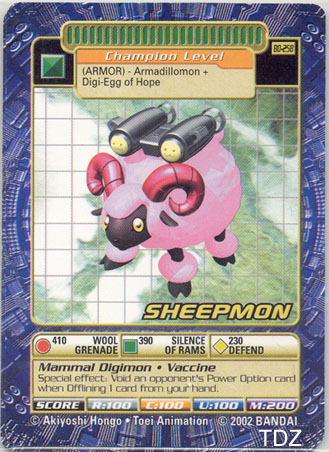 Champion Level
BO-250
(ARMOR) - Armadillomon +
Digi-Egg of Hope
SHEEPMON
410 WOOL GRENADE
390 SILENCE OF RAMS
230 DEFEND
Mammal Digimon • Vaccine
Special effect: Void an opponent's Power Option card
when Offlining 1 card from your hand.
SCORE R:100 C:100 U:100 M:200
© Akiyoshi Hongo • Toei Animation © 2002 BANDAI
TDZ